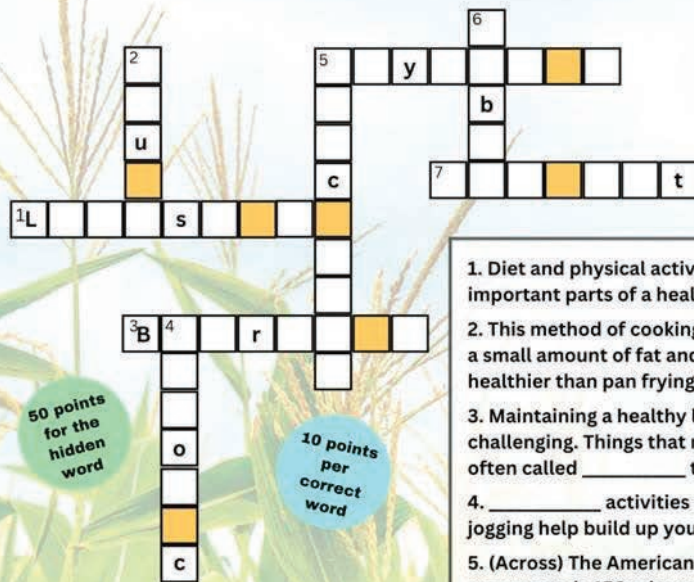 6
2 5 y
b
u
c 7 t
1L s
3B 4 r
o
c
50 points
for the
hidden
word
10 points
per
correct
word
1. Diet and physical activ
important parts of a heal
2. This method of cooking
a small amount of fat and
healthier than pan frying
3. Maintaining a healthy l
challenging. Things that
often called __________ t
4. __________ activities
jogging help build up you
5. (Across) The American